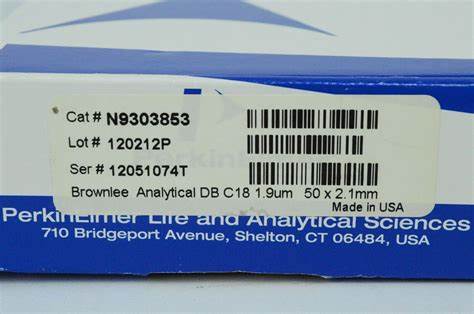 Cat # N9303853
Lot # 120212P
Ser # 12051074T
Brownlee Analytical DB C18 1.9um 50 x 2.1mm
Made in USA
PerkinElmer Life and Analytical Sciences
710 Bridgeport Avenue, Shelton, CT 06484, USA